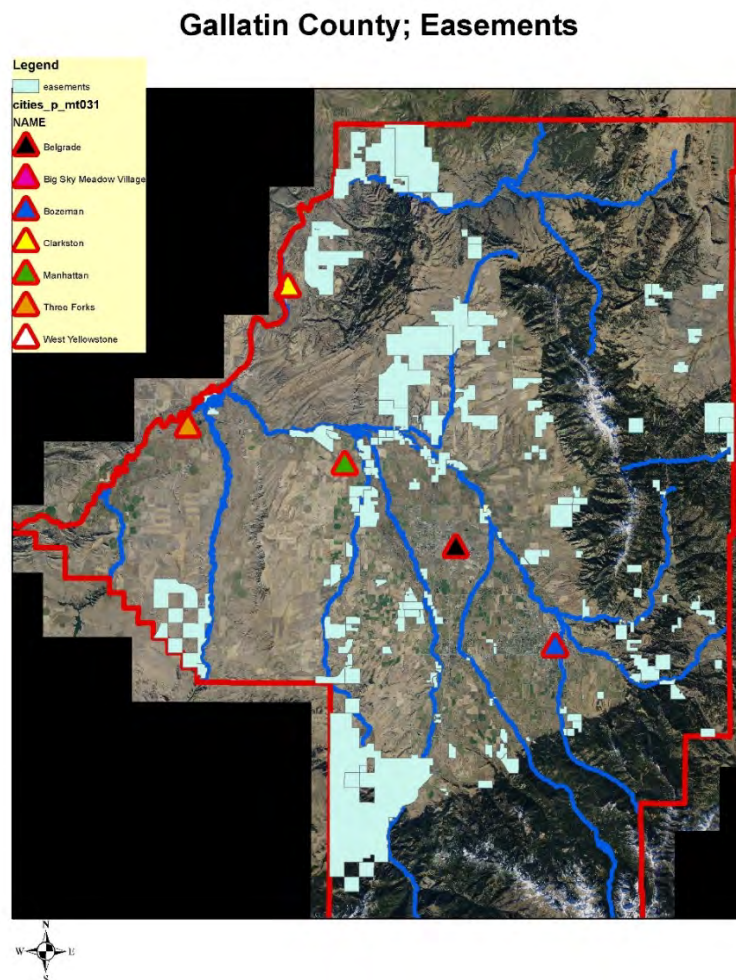 Gallatin County; Easements
Legend
easements
cities_p_mt031
NAME
Belgrade
Big Sky Meadow Village
Bozeman
Clarkston
Manhattan
Three Forks
West Yellowstone
N
W E
S